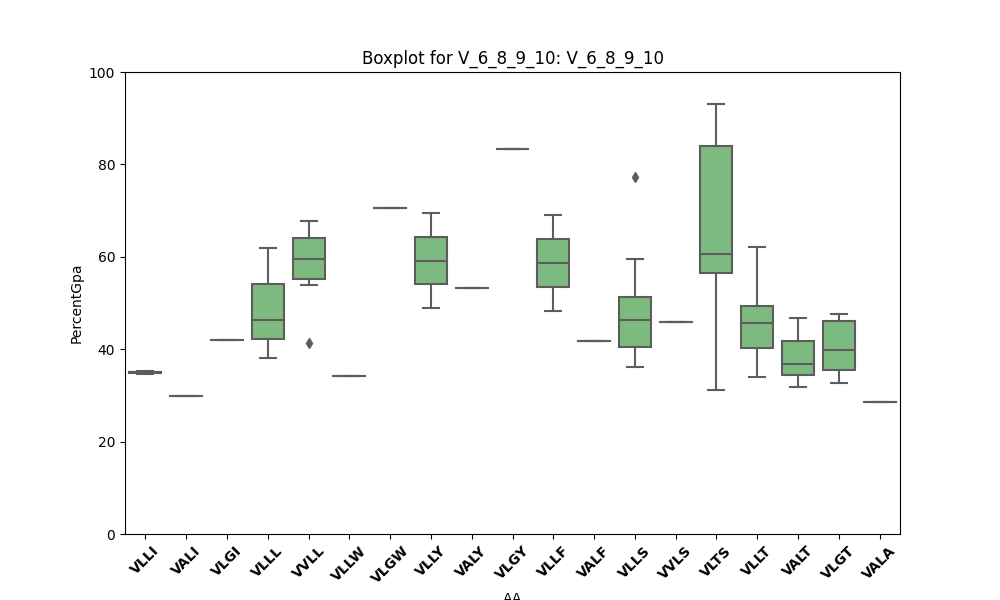 Boxplot for V_6_8_9_10: V_6_8_9_10
100
80
60
40
20
0
PercentGpa
VLLI
VALI
VLGI
VLLL
VVLL
VLLW
VLGW
VLLY
VALY
VLGY
VLLF
VALF
VLLS
VVLS
VLTS
VLLT
VALT
VLGT
VALA
AA